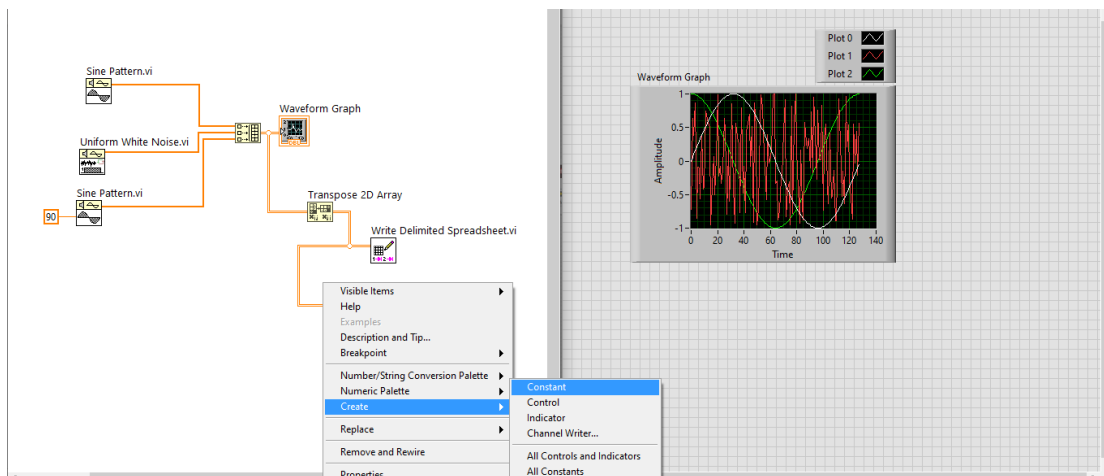 Sine Pattern.vi
Uniform White Noise.vi
Sine Pattern.vi
90
Waveform Graph
Transpose 2D Array
Write Delimited Spreadsheet.vi
Visible Items
Help
Examples
Description and Tip...
Breakpoint
Number/String Conversion Palette
Numeric Palette
Create
Replace
Remove and Rewire
Properties
Constant
Control
Indicator
Channel Writer...
All Controls and Indicators
All Constants
Plot 0
Plot 1
Plot 2
Waveform Graph
Amplitude
1
0.5
0
-0.5
-1
0 20 40 60 80 100 120 140
Time